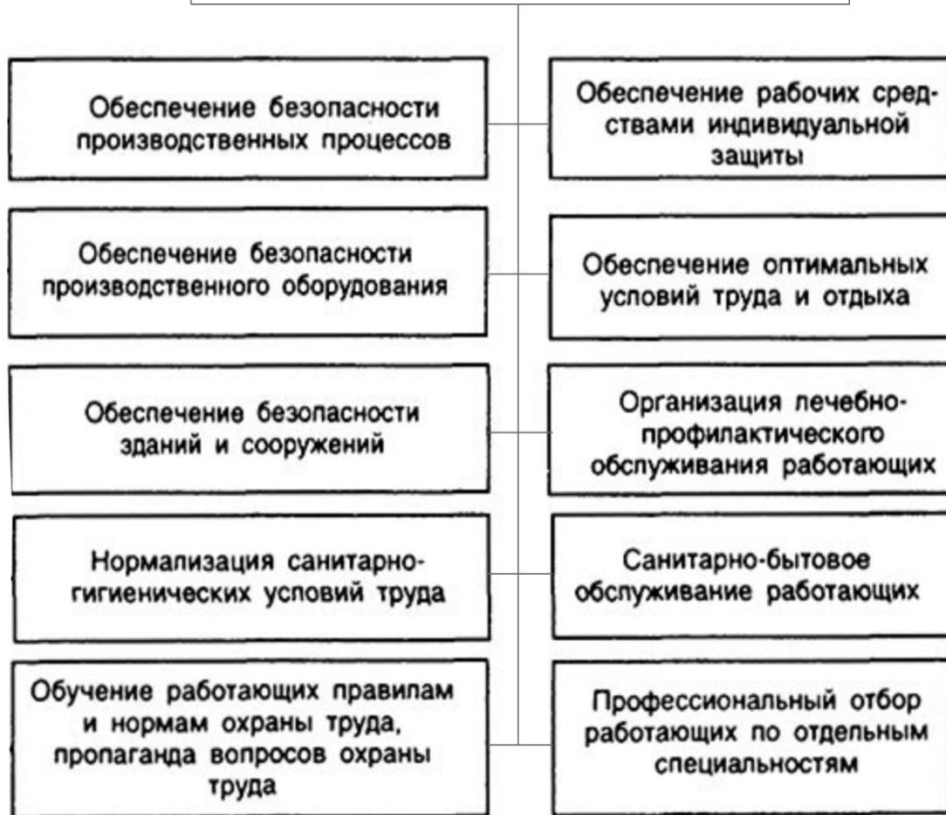 Обеспечение безопасности
производственных процессов
Обеспечение рабочих сред-
ствами индивидуальной
защиты
Обеспечение безопасности
производственного оборудования
Обеспечение оптимальных
условий труда и отдыха
Обеспечение безопасности
зданий и сооружений
Организация лечебно-
профилактического
обслуживания работающих
Нормализация санитарно-
гигиенических условий труда
Санитарно-бытовое
обслуживание работающих
Обучение работающих правилам
и нормам охраны труда,
пропаганда вопросов охраны
труда
Профессиональный отбор
работающих по отдельным
специальностям